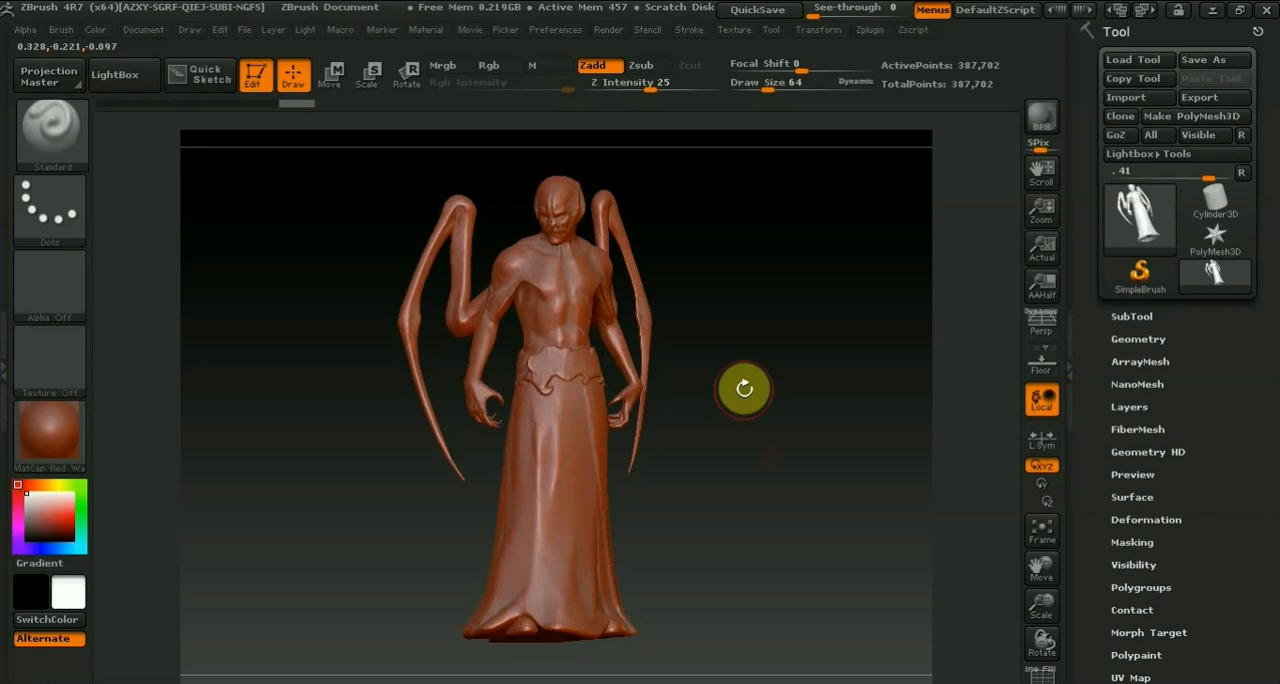 ZBrush 4R7 (x64)[AZXY-SGRF-QIEJ-SUBI-NGFS] ZBrush Document • Free Mem 0.219GB • Active Mem 457 • Scratch Disk QuickSave See-through 0 Menus DefaultZScript
Alpha Brush Color Document Draw Edit File Layer Light Macro Marker Material Movie Picker Preferences Render Stencil Stroke Texture Tool Transform Zplugin Zscript
0.328,-0.221,-0.097
Projection Master
LightBox
Quick Sketch
Edit
Draw
Move
Scale
Rotate
Mrgb Rgb M
Rgb Intensity
Zadd Zsub Zcut
Z Intensity 25
Focal Shift 0
Draw Size 64 Dynamic
ActivePoints: 387,702
TotalPoints: 387,702
Standard
Dots
Alpha Off
Texture Off
MatCap Red Wa
Gradient
SwitchColor
Alternate
BPR
SPix
Scroll
Zoom
Actual
AAHalf
Dynamic
Persp
Floor
Local
L.Sym
XYZ
Frame
Move
Scale
Rotate
Line Fill
Tool
Load Tool Save As
Copy Tool Paste Tool
Import Export
Clone Make PolyMesh3D
GoZ All Visible R
Lightbox▸Tools
. 41 R
Cylinder3D
PolyMesh3D
SimpleBrush
SubTool
Geometry
ArrayMesh
NanoMesh
Layers
FiberMesh
Geometry HD
Preview
Surface
Deformation
Masking
Visibility
Polygroups
Contact
Morph Target
Polypaint
UV Map